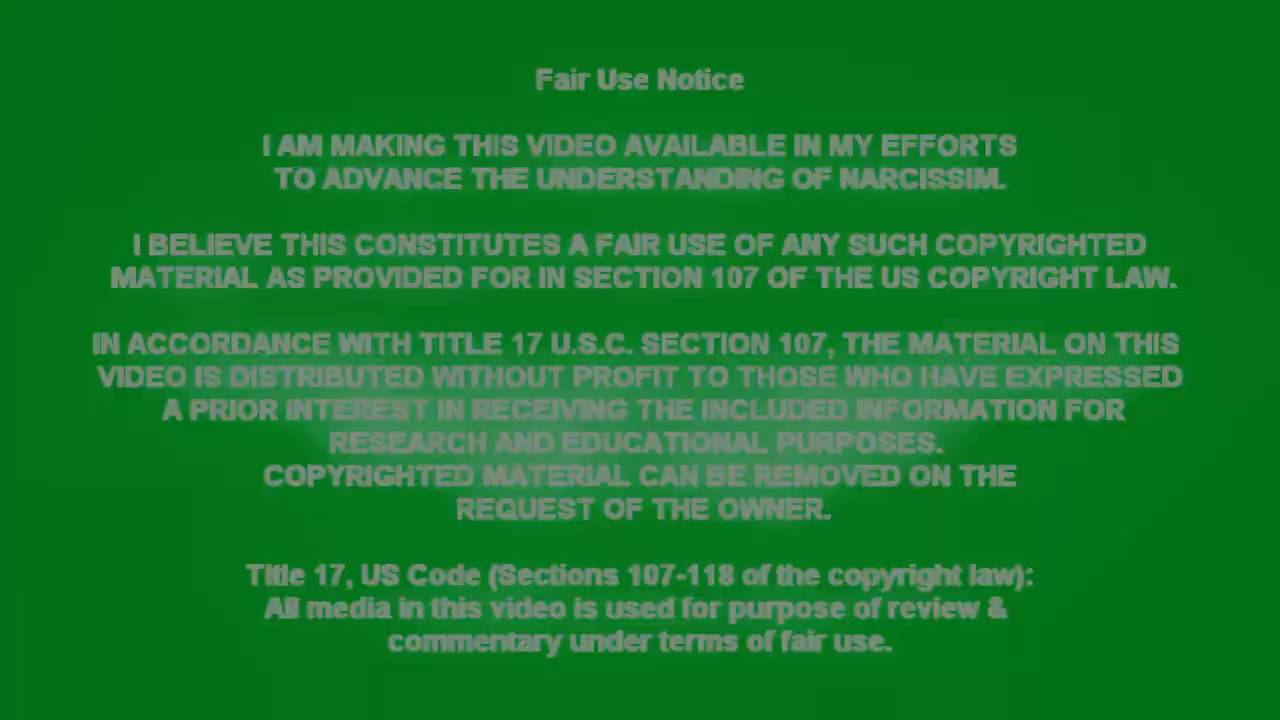 Fair Use Notice
I AM MAKING THIS VIDEO AVAILABLE IN MY EFFORTS
TO ADVANCE THE UNDERSTANDING OF NARCISSIM.
I BELIEVE THIS CONSTITUTES A FAIR USE OF ANY SUCH COPYRIGHTED
MATERIAL AS PROVIDED FOR IN SECTION 107 OF THE US COPYRIGHT LAW.
IN ACCORDANCE WITH TITLE 17 U.S.C. SECTION 107, THE MATERIAL ON THIS
VIDEO IS DISTRIBUTED WITHOUT PROFIT TO THOSE WHO HAVE EXPRESSED
A PRIOR INTEREST IN RECEIVING THE INCLUDED INFORMATION FOR
RESEARCH AND EDUCATIONAL PURPOSES.
COPYRIGHTED MATERIAL CAN BE REMOVED ON THE
REQUEST OF THE OWNER.
Title 17, US Code (Sections 107-118 of the copyright law):
All media in this video is used for purpose of review &
commentary under terms of fair use.